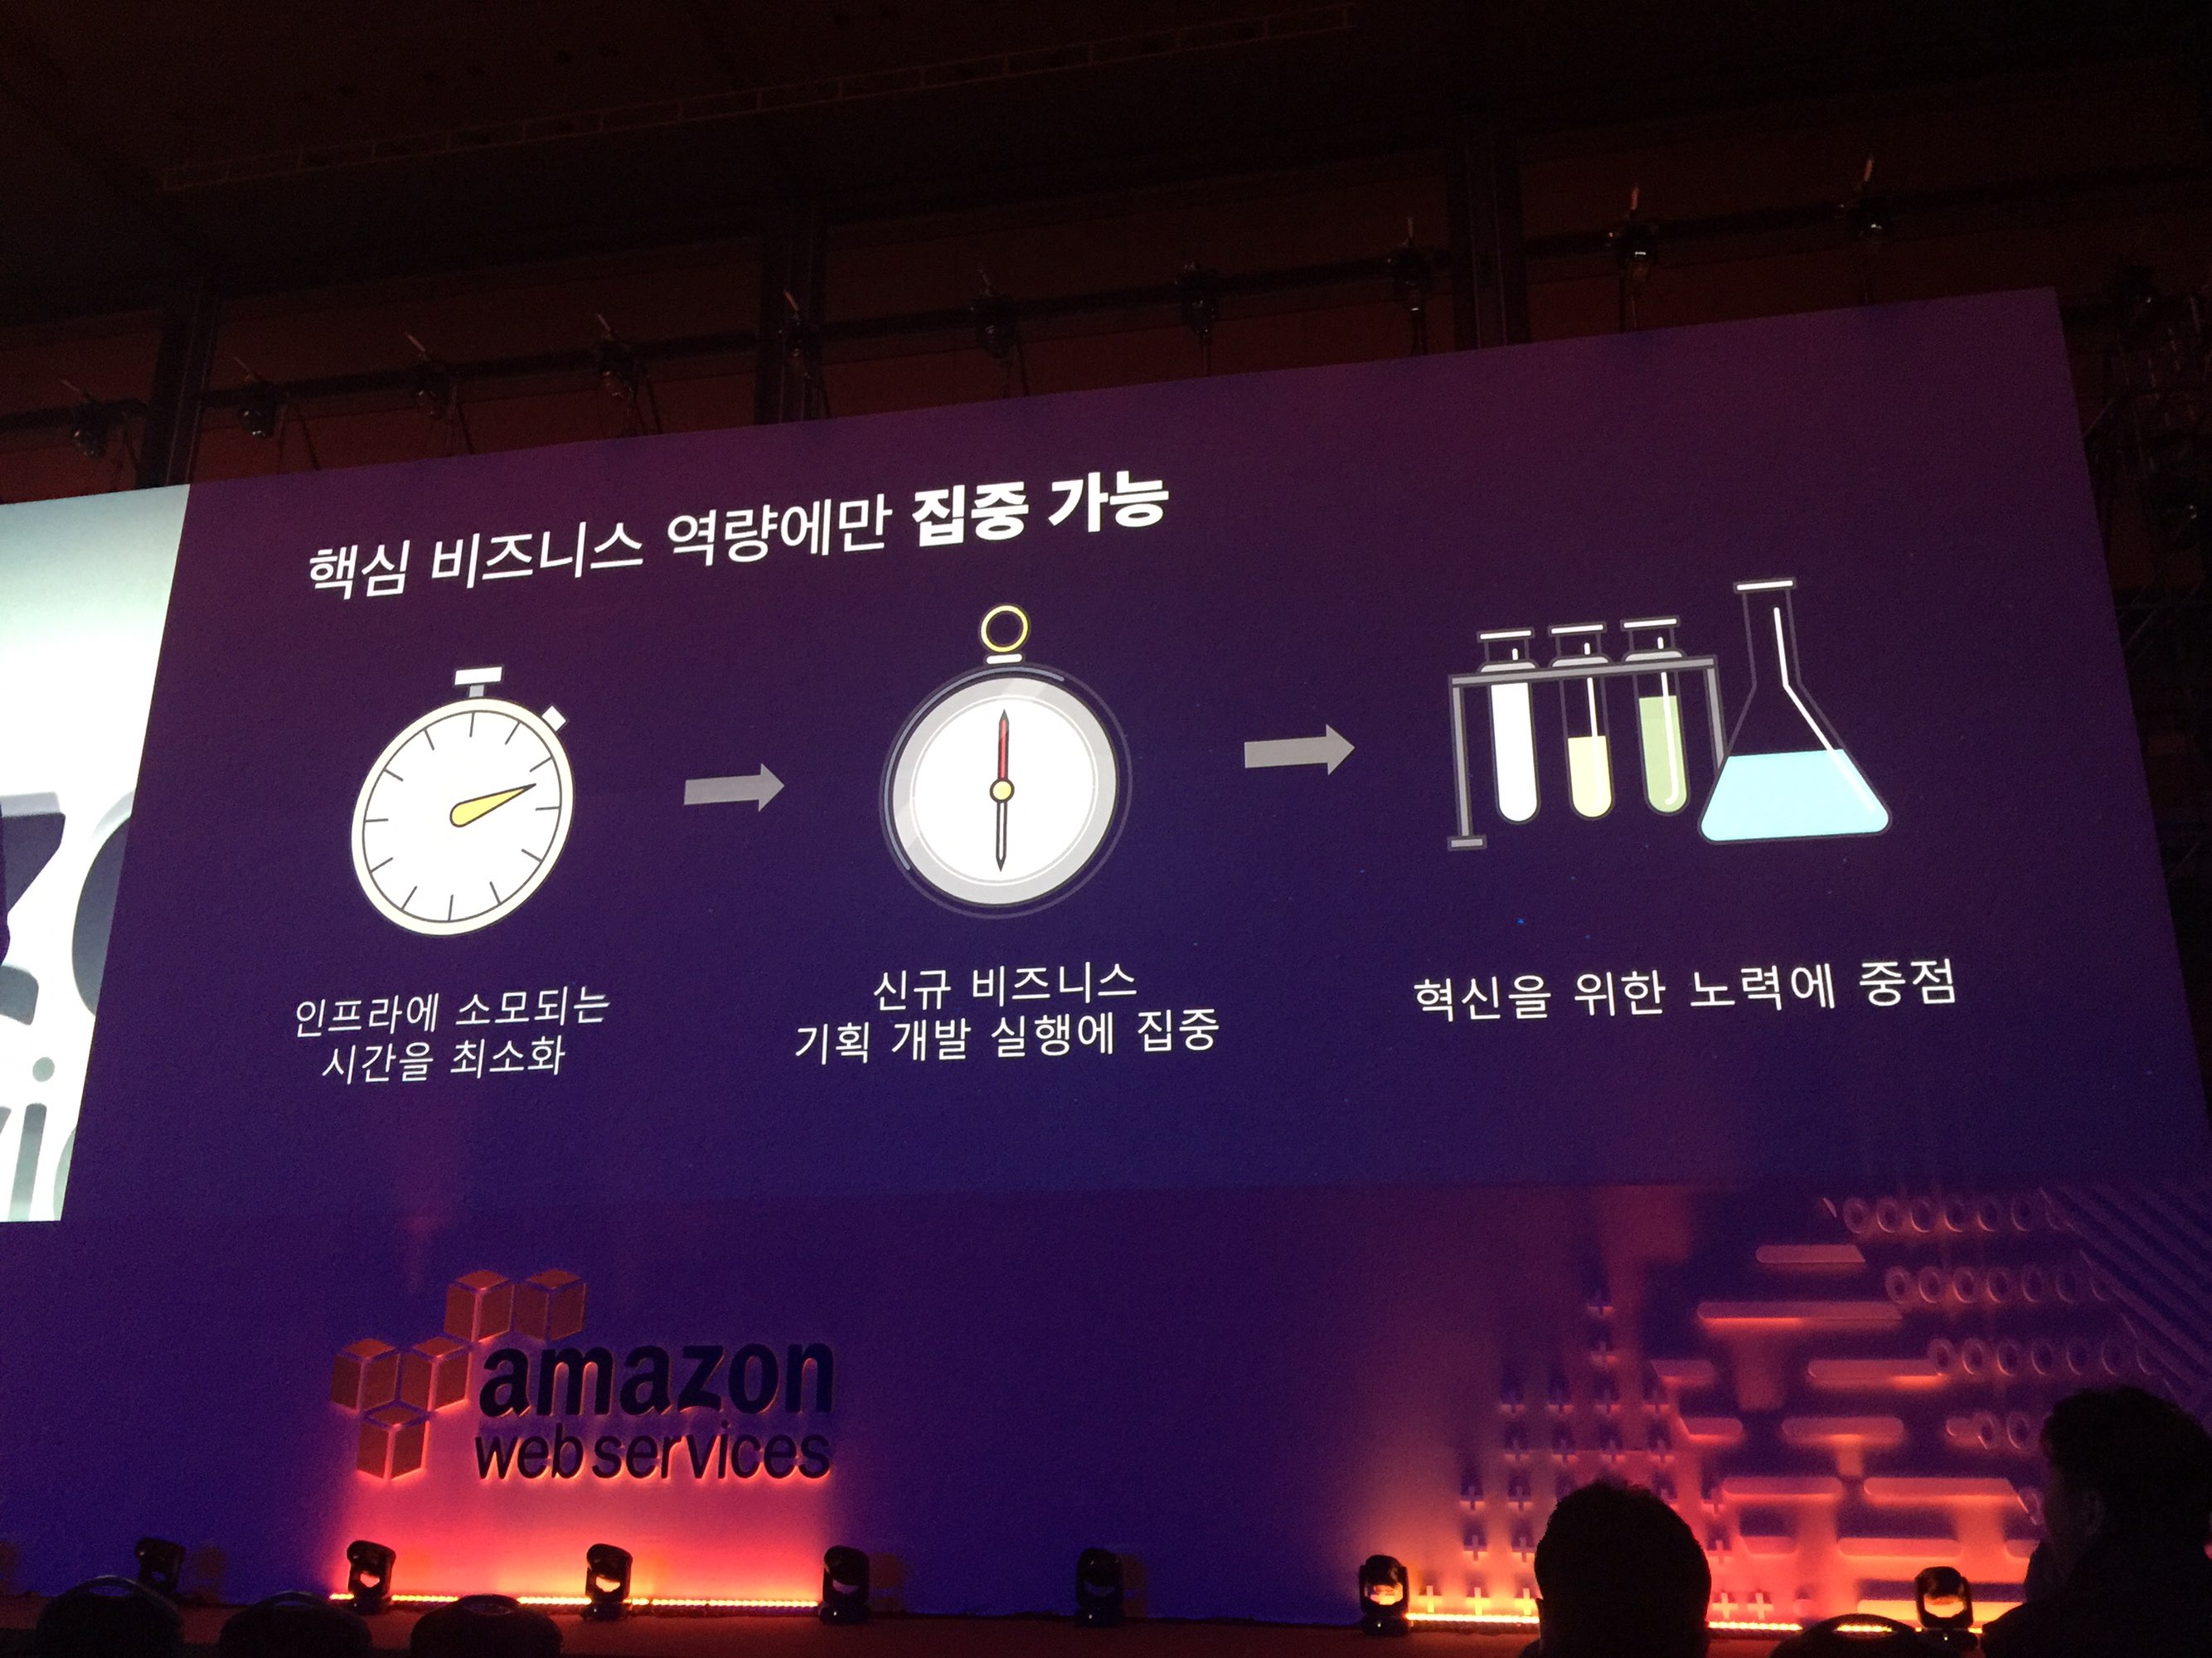 핵심 비즈니스 역량에만 집중 가능
인프라에 소모되는
시간을 최소화
신규 비즈니스
기획 개발 실행에 집중
혁신을 위한 노력에 중점
amazon
web services